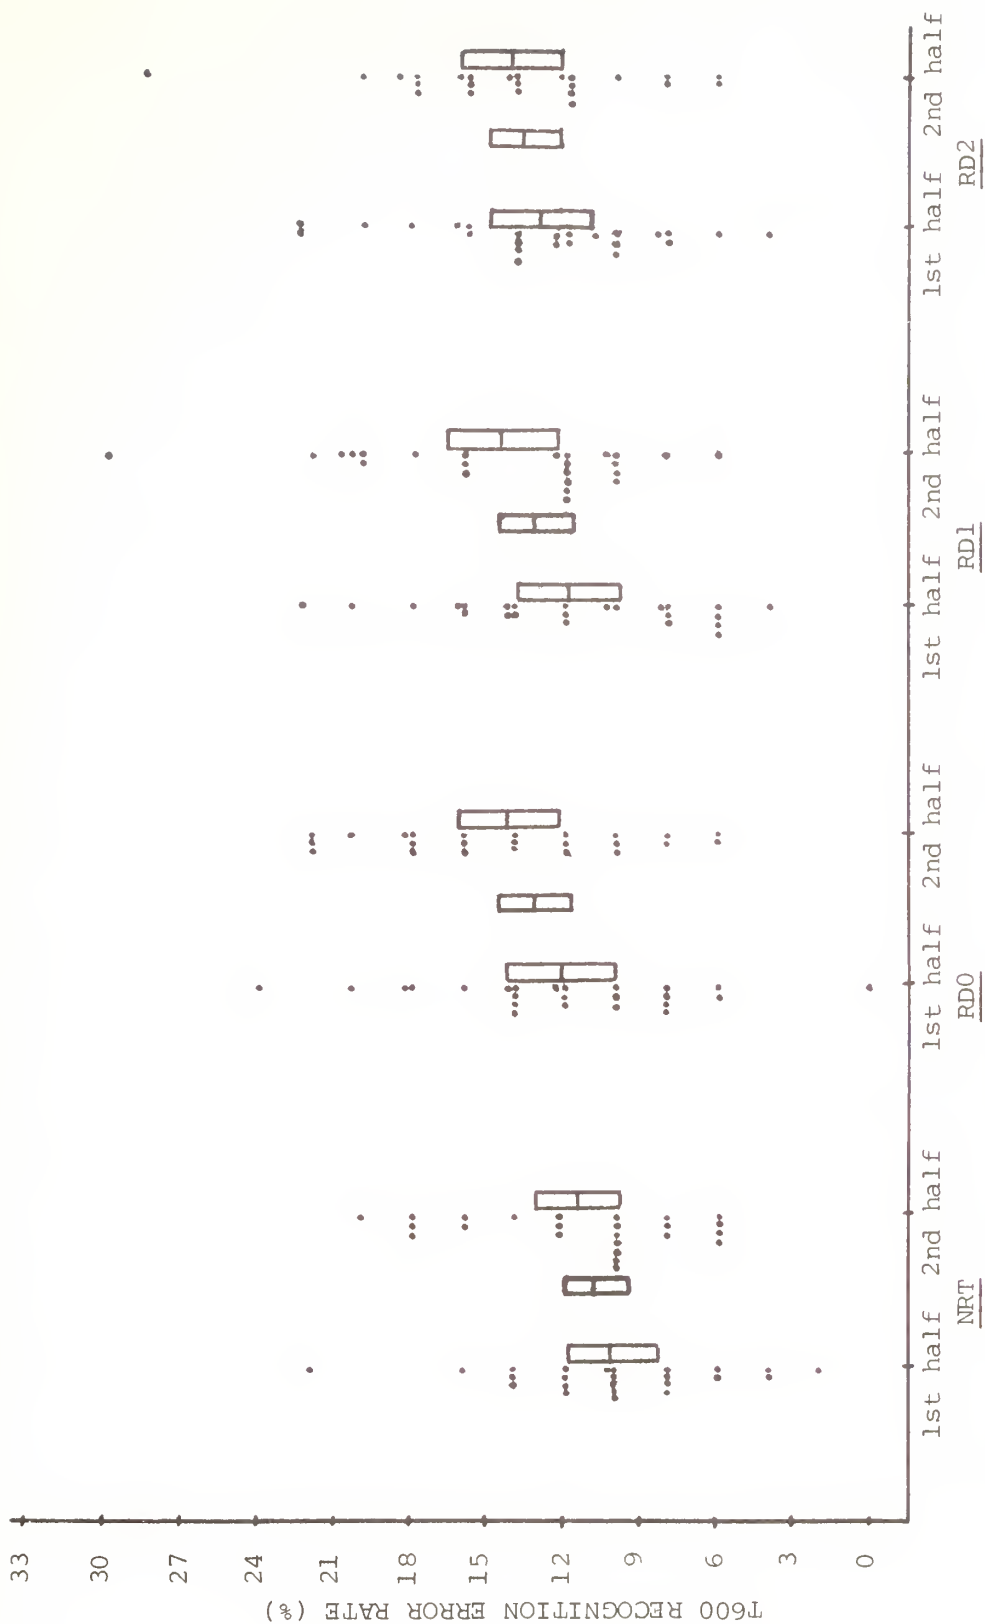 T600 RECOGNITION ERROR RATE (%)
33
30
27
24
21
18
15
12
9
6
3
0
1st half 2nd half
NRT
1st half 2nd half
RD0
1st half 2nd half
RD1
1st half 2nd half
RD2